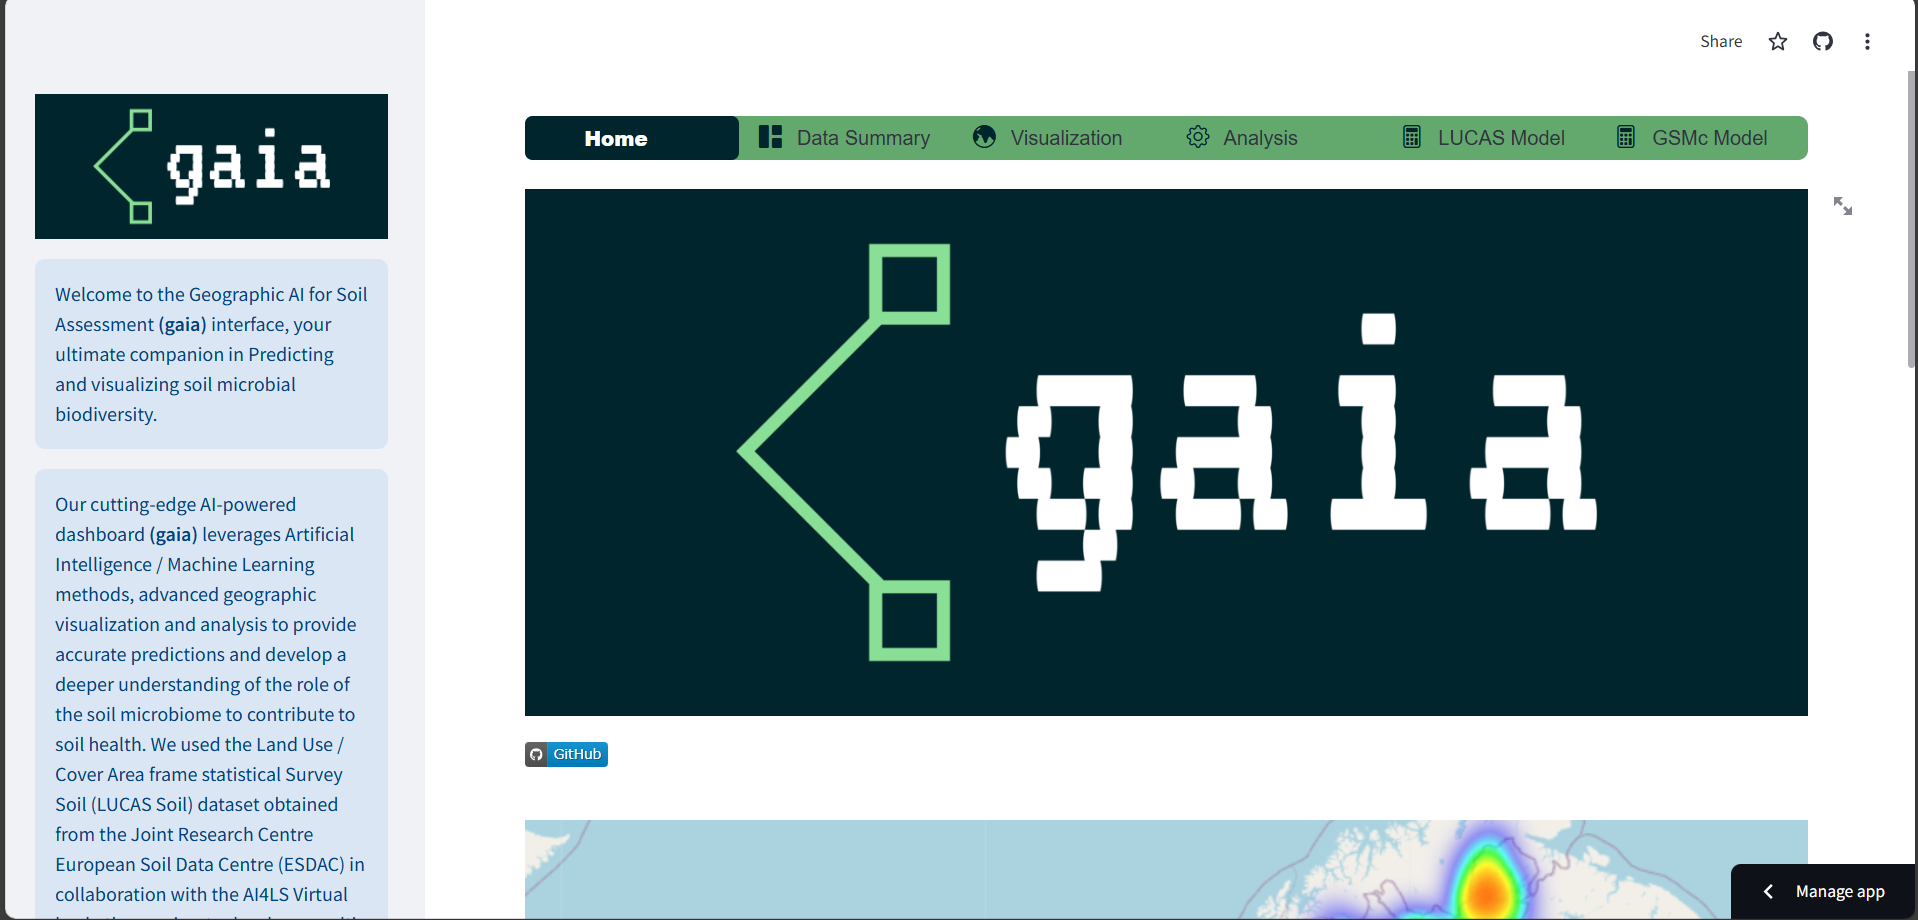 Share
gaia
Welcome to the Geographic AI for Soil
Assessment (gaia) interface, your
ultimate companion in Predicting
and visualizing soil microbial
biodiversity.
Our cutting-edge AI-powered
dashboard (gaia) leverages Artificial
Intelligence / Machine Learning
methods, advanced geographic
visualization and analysis to provide
accurate predictions and develop a
deeper understanding of the role of
the soil microbiome to contribute to
soil health. We used the Land Use /
Cover Area frame statistical Survey
Soil (LUCAS Soil) dataset obtained
from the Joint Research Centre
European Soil Data Centre (ESDAC) in
collaboration with the AI4LS Virtual
Home Data Summary Visualization Analysis LUCAS Model GSMc Model
gaia
GitHub
Manage app